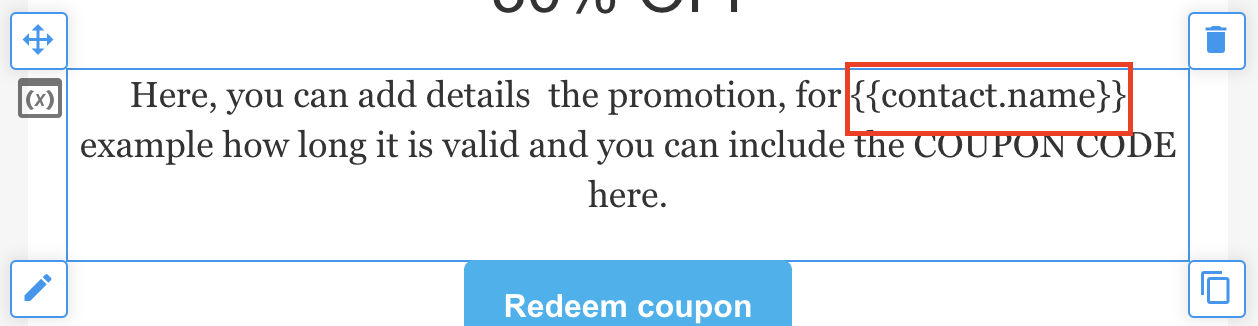 (x)
Here, you can add details  the promotion, for {{contact.name}}
example how long it is valid and you can include the COUPON CODE
here.
Redeem coupon